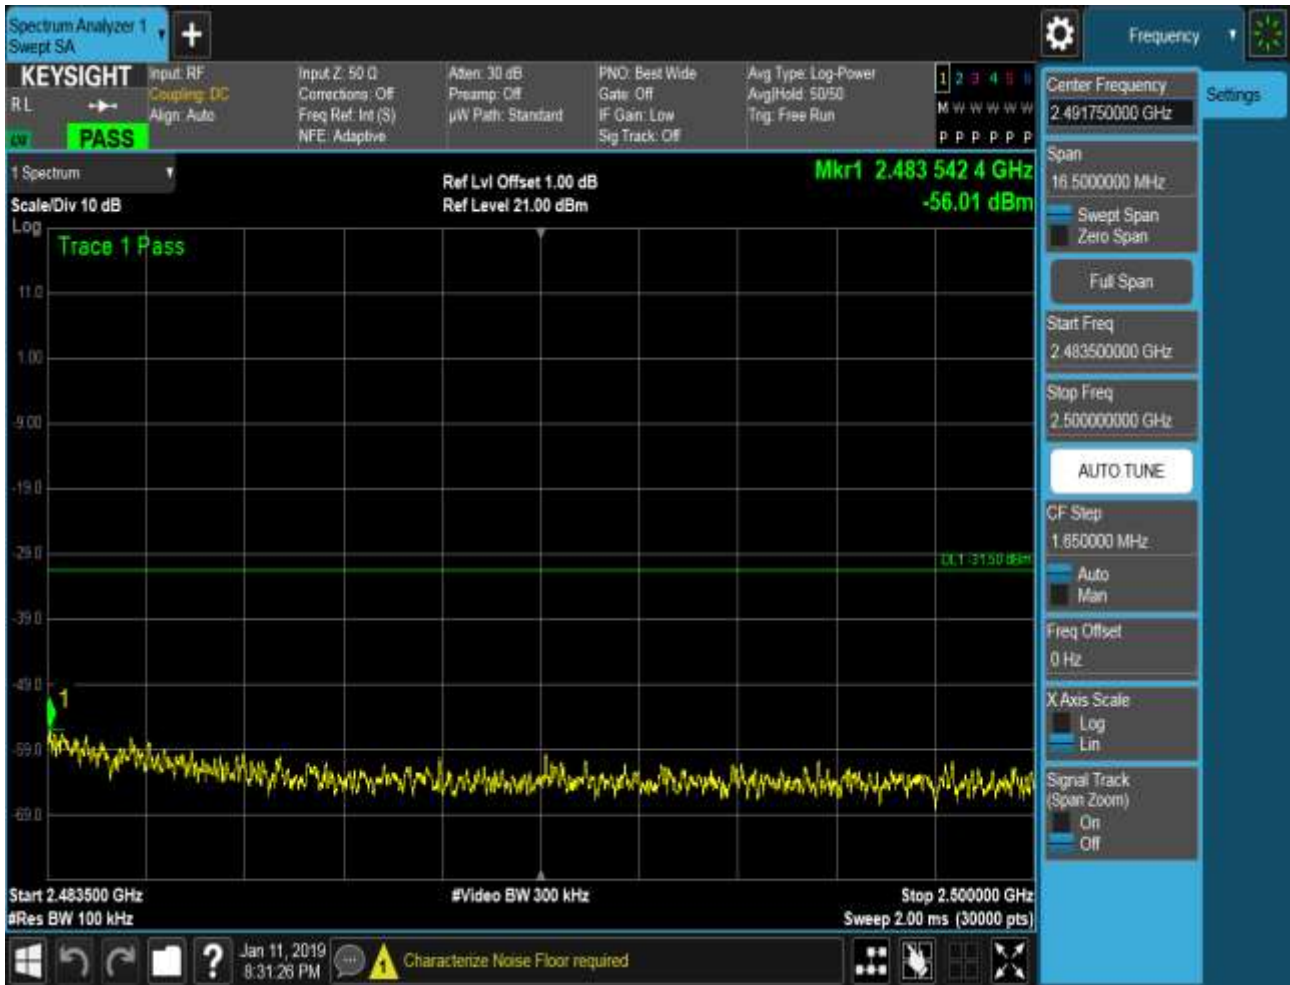 Spectrum Analyzer 1
Swept SA
Frequency
KEYSIGHT
RL
PASS
Input: RF
Coupling: DC
Align: Auto
Input Z: 50 Ω
Corrections: Off
Freq Ref: Int (S)
NFE: Adaptive
Atten: 30 dB
Preamp: Off
µW Path: Standard
PNO: Best Wide
Gate: Off
IF Gain: Low
Sig Track: Off
Avg Type: Log-Power
Avg|Hold: 50/50
Trig: Free Run
1 2 3 4 5 6
M W W W W W
P P P P P P
1 Spectrum
Scale/Div 10 dB
Ref Lvl Offset 1.00 dB
Ref Level 21.00 dBm
Mkr1 2.483 542 4 GHz
-56.01 dBm
Log
Trace 1 Pass
11.0
1.00
-9.00
-19.0
-29.0
DL1 -31.50 dBm
-39.0
-49.0
1
-59.0
-69.0
Start 2.483500 GHz
#Video BW 300 kHz
Stop 2.500000 GHz
#Res BW 100 kHz
Sweep 2.00 ms (30000 pts)
Jan 11, 2019
8:31:26 PM
Characterize Noise Floor required
Center Frequency
2.491750000 GHz
Settings
Span
16.5000000 MHz
Swept Span
Zero Span
Full Span
Start Freq
2.483500000 GHz
Stop Freq
2.500000000 GHz
AUTO TUNE
CF Step
1.650000 MHz
Auto
Man
Freq Offset
0 Hz
X Axis Scale
Log
Lin
Signal Track
(Span Zoom)
On
Off